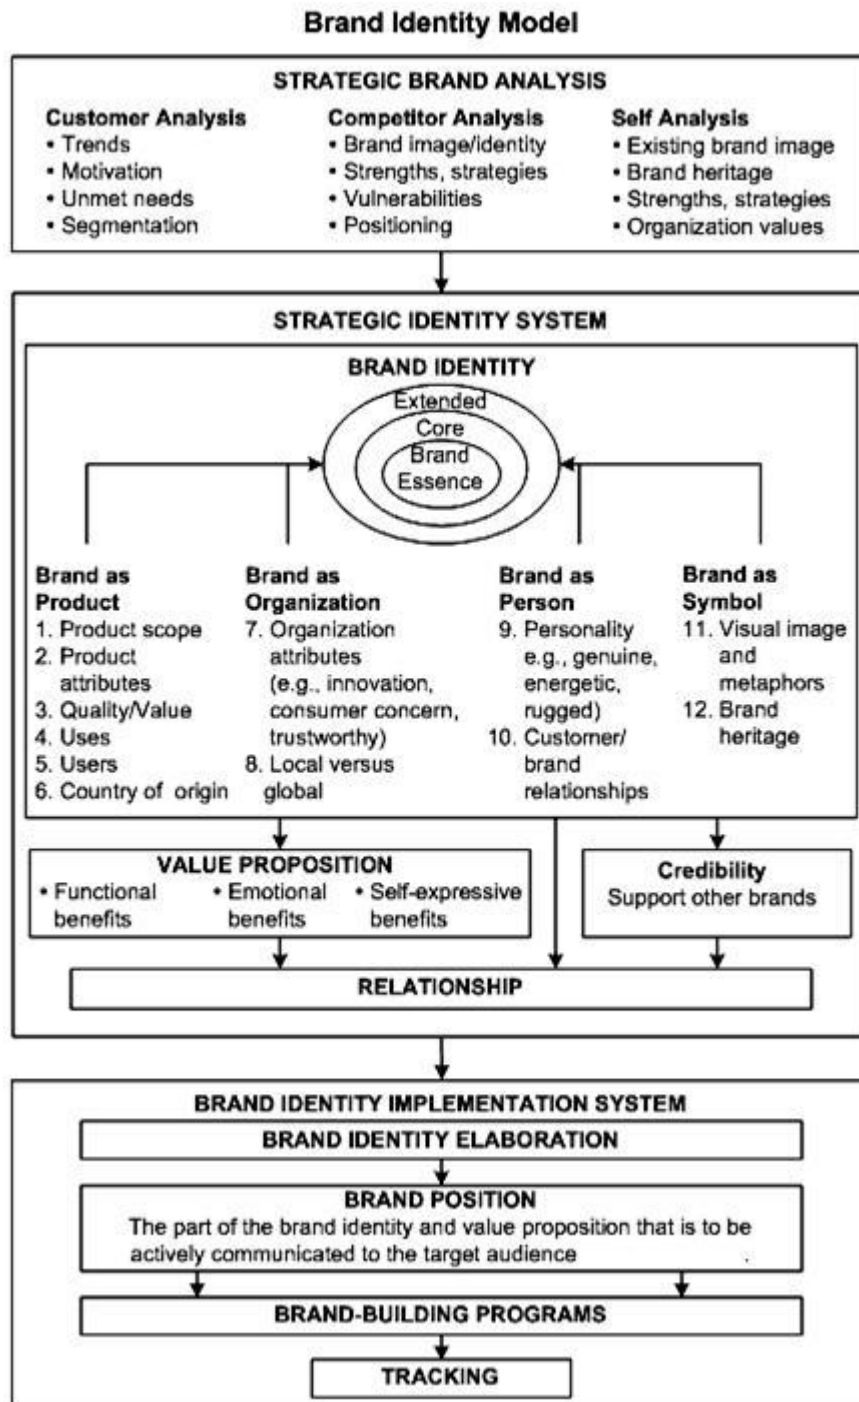 Brand Identity Model
STRATEGIC BRAND ANALYSIS
Customer Analysis
• Trends
• Motivation
• Unmet needs
• Segmentation
Competitor Analysis
• Brand image/identity
• Strengths, strategies
• Vulnerabilities
• Positioning
Self Analysis
• Existing brand image
• Brand heritage
• Strengths, strategies
• Organization values
STRATEGIC IDENTITY SYSTEM
BRAND IDENTITY
Extended
Core
Brand
Essence
Brand as
Product
1. Product scope
2. Product
attributes
3. Quality/Value
4. Uses
5. Users
6. Country of origin
Brand as
Organization
7. Organization
attributes
(e.g., innovation,
consumer concern,
trustworthy)
8. Local versus
global
Brand as
Person
9. Personality
e.g., genuine,
energetic,
rugged)
10. Customer/
brand
relationships
Brand as
Symbol
11. Visual image
and
metaphors
12. Brand
heritage
VALUE PROPOSITION
• Functional
benefits
• Emotional
benefits
• Self-expressive
benefits
Credibility
Support other brands
RELATIONSHIP
BRAND IDENTITY IMPLEMENTATION SYSTEM
BRAND IDENTITY ELABORATION
BRAND POSITION
The part of the brand identity and value proposition that is to be
actively communicated to the target audience .
BRAND-BUILDING PROGRAMS
TRACKING